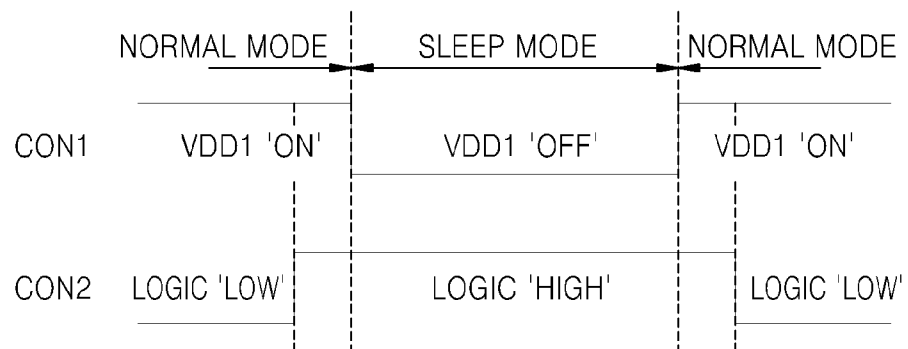 NORMAL MODE SLEEP MODE NORMAL MODE
CON1 VDD1 'ON' VDD1 'OFF' VDD1 'ON'
CON2 LOGIC 'LOW' LOGIC 'HIGH' LOGIC 'LOW'